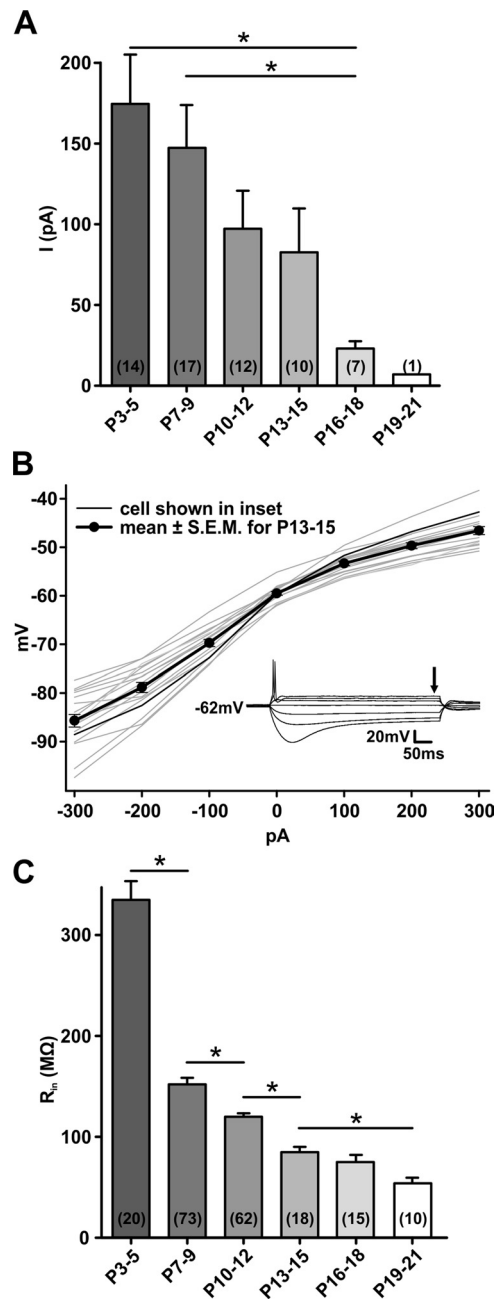 A
*
*
200
150
100
50
0
I (pA)
(14) (17) (12) (10) (7) (1)
P3-5 P7-9 P10-12 P13-15 P16-18 P19-21
B
cell shown in inset
mean ± S.E.M. for P13-15
-40
-50
-60
-70
-80
-90
mV
-62mV
20mV
50ms
-300 -200 -100 0 100 200 300
pA
C
*
*
*
*
300
200
100
0
Rin (MΩ)
(20) (73) (62) (18) (15) (10)
P3-5 P7-9 P10-12 P13-15 P16-18 P19-21